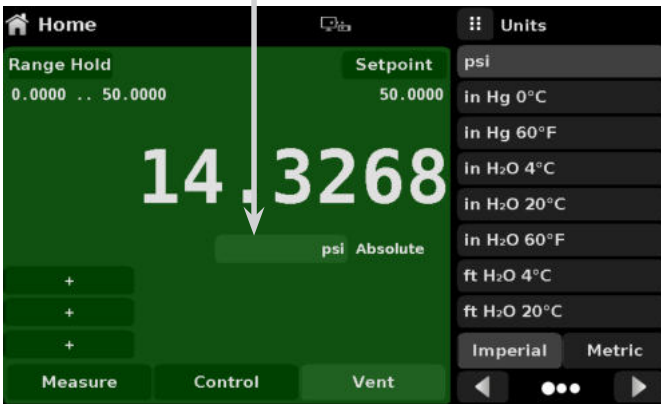 Home
Units
Range Hold
Setpoint
0.0000 .. 50.0000
50.0000
14.3268
psi Absolute
+
+
+
Measure
Control
Vent
psi
in Hg 0°C
in Hg 60°F
in H₂O 4°C
in H₂O 20°C
in H₂O 60°F
ft H₂O 4°C
ft H₂O 20°C
Imperial
Metric